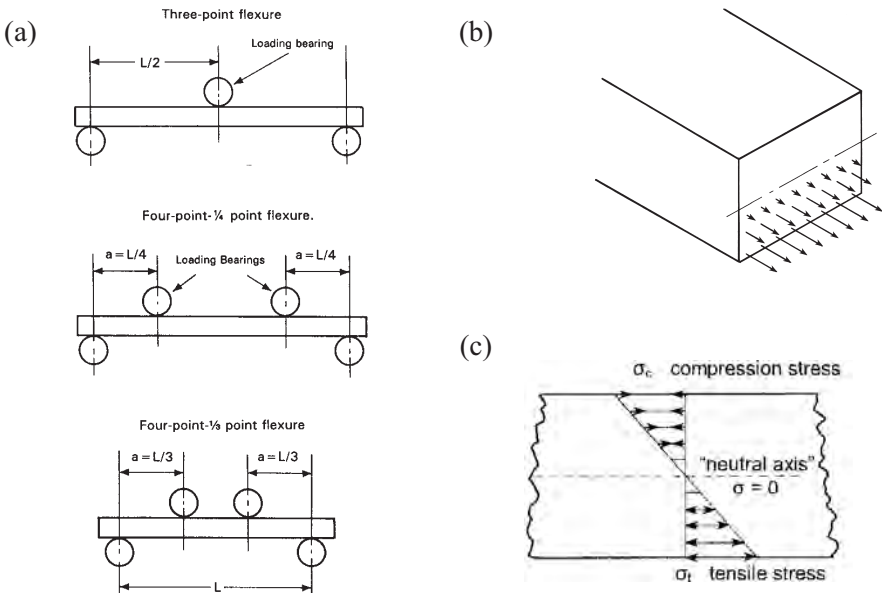 (a)
Three-point flexure
L/2
Loading bearing
Four-point-¼ point flexure.
a=L/4
Loading Bearings
a=L/4
Four-point-⅓ point flexure
a=L/3
a=L/3
L
(b)
(c)
σc compression stress
"neutral axis"
σ = 0
σt tensile stress